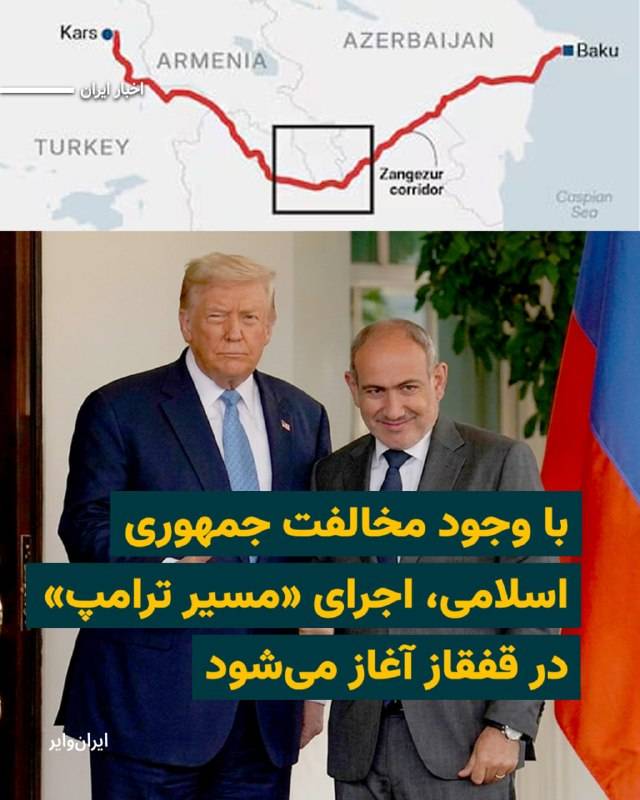 Kars
ARMENIA
AZERBAIJAN
Baku
اخبار ایران
TURKEY
Zangezur
corridor
Caspian
Sea
با وجود مخالفت جمهوری
اسلامی، اجرای «مسیر ترامپ»
در قفقاز آغاز می‌شود
ایران‌وایر